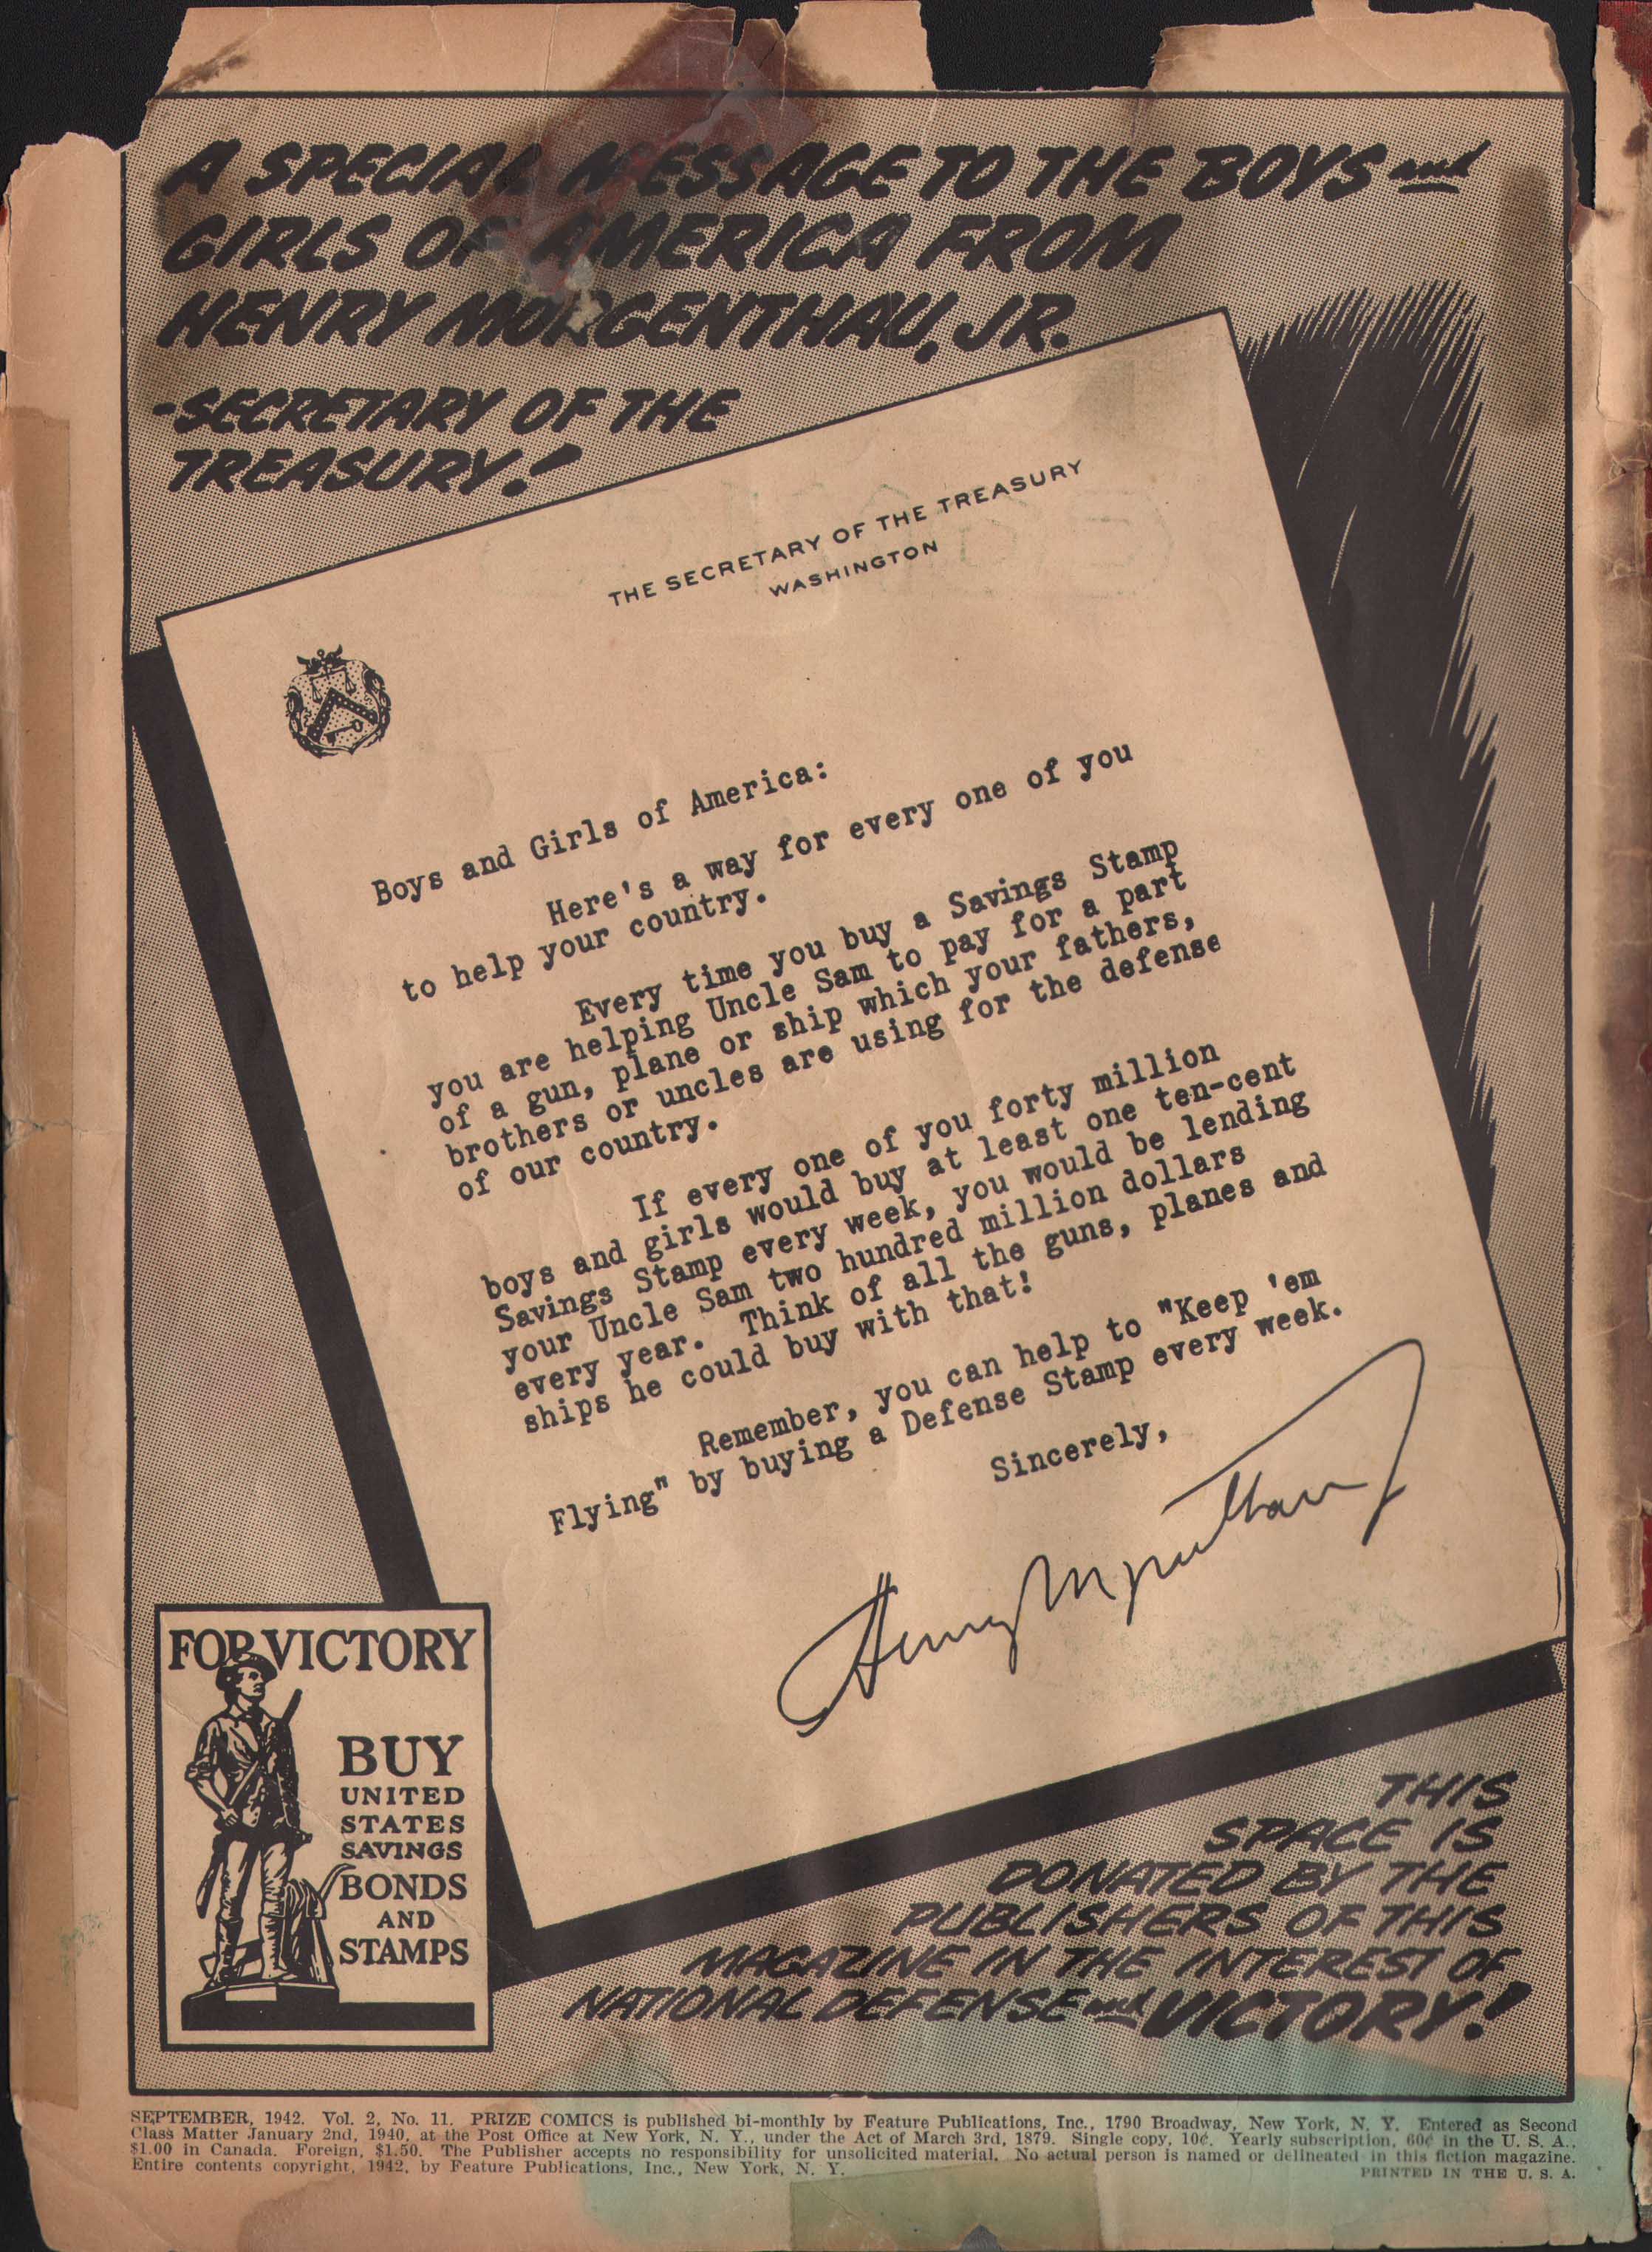 A SPECIAL MESSAGE TO THE BOYS and
GIRLS OF AMERICA FROM
HENRY MORGENTHAU, JR.
-SECRETARY OF THE
TREASURY!
THE SECRETARY OF THE TREASURY
WASHINGTON
Boys and Girls of America:
Here's a way for every one of you
to help your country.
Every time you buy a Savings Stamp
you are helping Uncle Sam to pay for a part
of a gun, plane or ship which your fathers,
brothers or uncles are using for the defense
of our country.
If every one of you forty million
boys and girls would buy at least one ten-cent
Savings Stamp every week, you would be lending
your Uncle Sam two hundred million dollars
every year. Think of all the guns, planes and
ships he could buy with that!
Remember, you can help to "Keep 'em
Flying" by buying a Defense Stamp every week.
Sincerely,
Henry Morgenthau Jr
FOR VICTORY
BUY
UNITED
STATES
SAVINGS
BONDS
AND
STAMPS
THIS
SPACE IS
DONATED BY THE
PUBLISHERS OF THIS
MAGAZINE IN THE INTEREST OF
NATIONAL DEFENSE and VICTORY!
SEPTEMBER, 1942. Vol. 2, No. 11. PRIZE COMICS is published bi-monthly by Feature Publications, Inc., 1790 Broadway, New York, N. Y. Entered as Second
Class Matter January 2nd, 1940, at the Post Office at New York, N. Y., under the Act of March 3rd, 1879. Single copy, 10¢. Yearly subscription, 60¢ in the U. S. A.,
$1.00 in Canada. Foreign, $1.50. The Publisher accepts no responsibility for unsolicited material. No actual person is named or delineated in this fiction magazine.
Entire contents copyright, 1942, by Feature Publications, Inc., New York, N. Y.
PRINTED IN THE U. S. A.